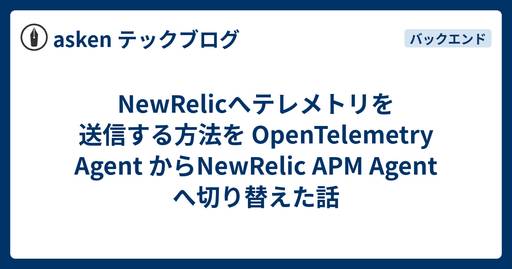 asken テックブログ
バックエンド
NewRelicへテレメトリを
送信する方法を OpenTelemetry
Agent からNewRelic APM Agent
へ切り替えた話